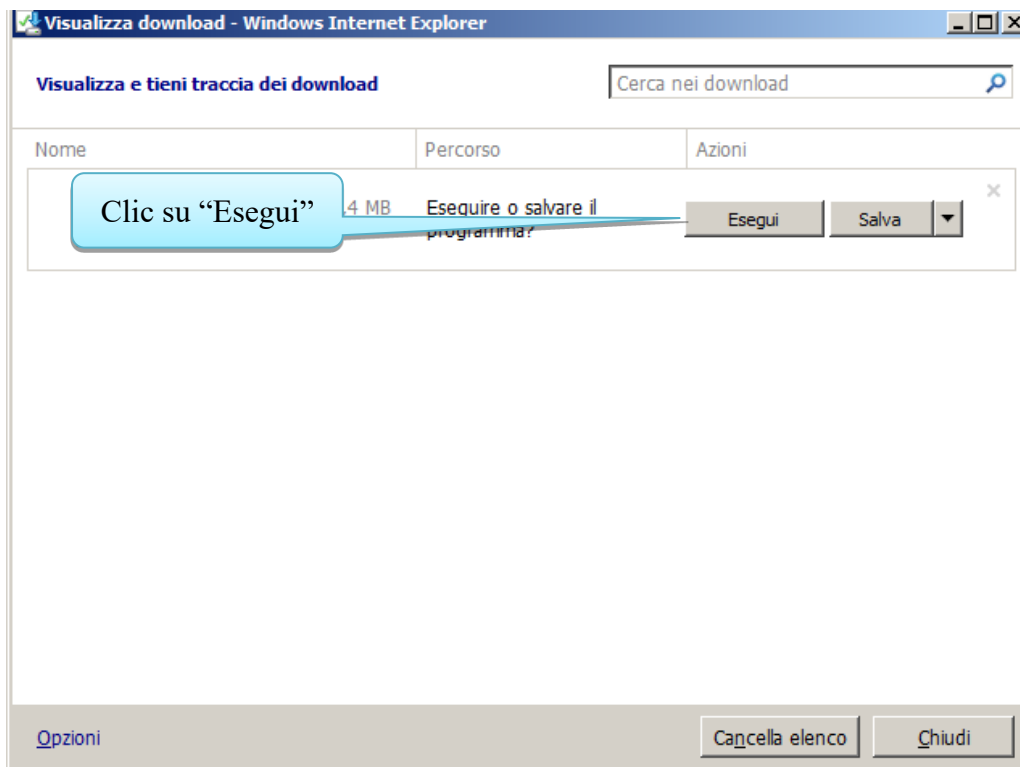 Visualizza download - Windows Internet Explorer
Visualizza e tieni traccia dei download
Cerca nei download
Nome Percorso Azioni
Clic su “Esegui”
,4 MB
Eseguire o salvare il
programma?
Esegui Salva
Opzioni
Cancella elenco Chiudi